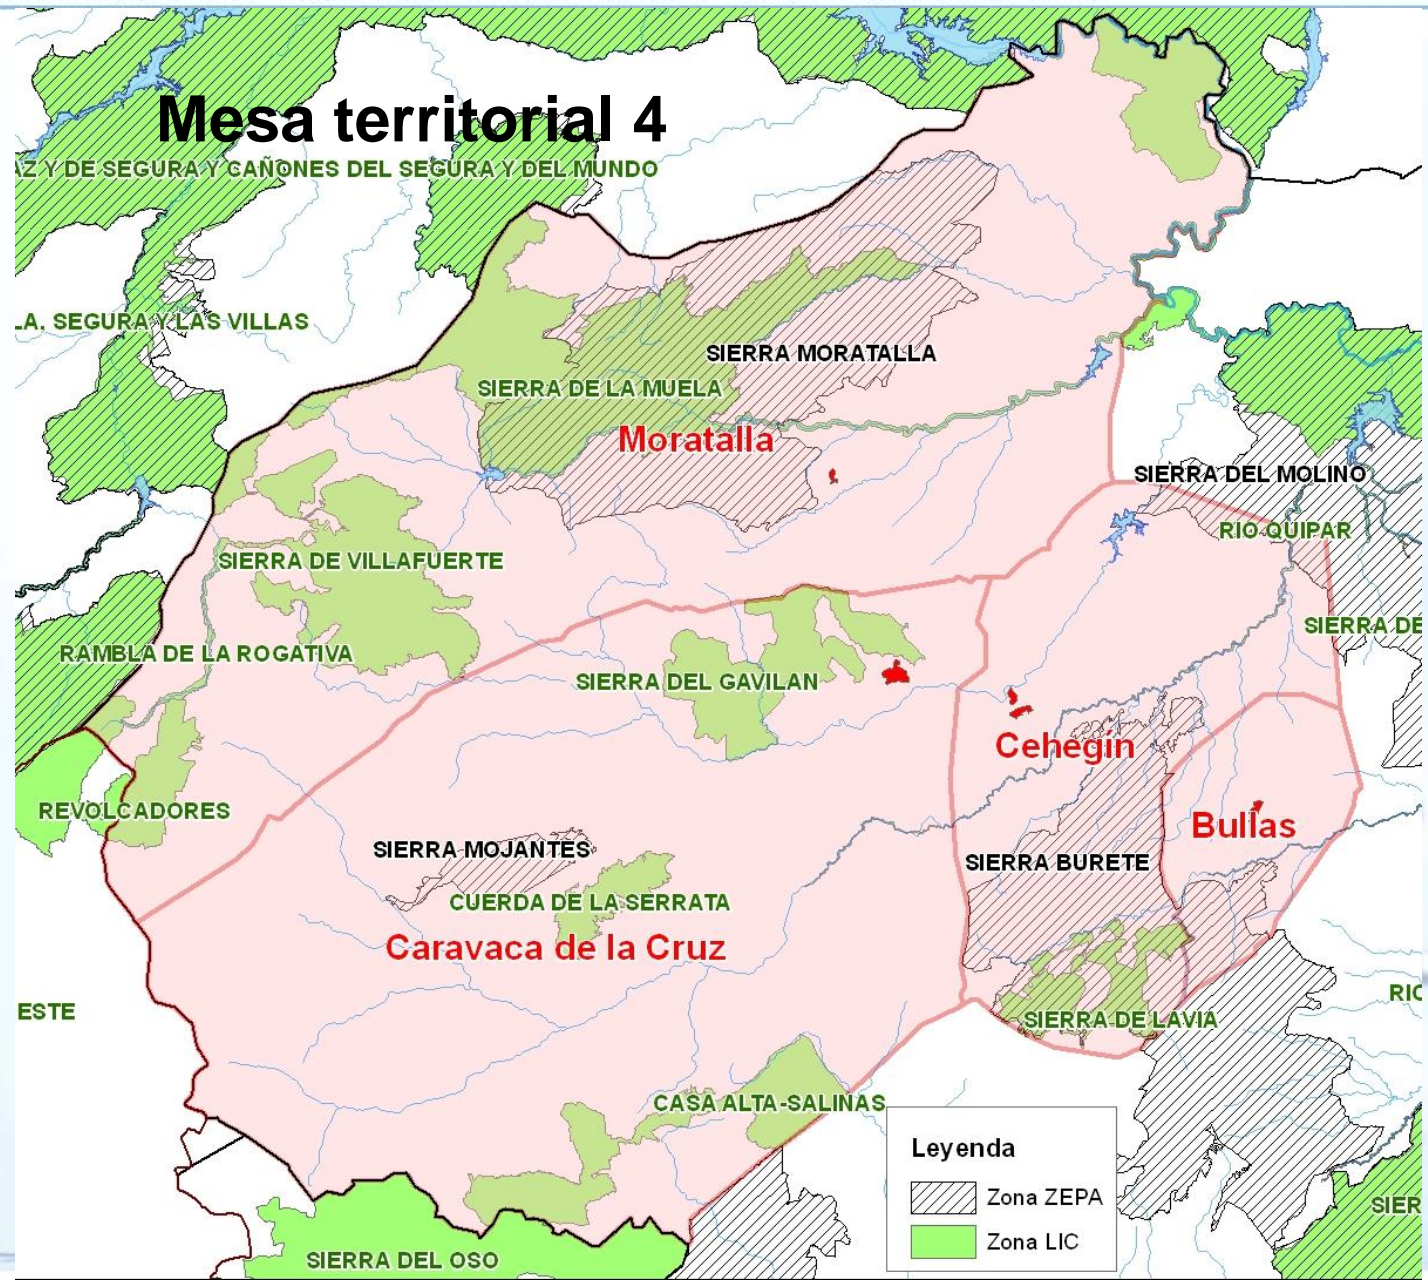 Mesa territorial 4
AZ Y DE SEGURA Y CAÑONES DEL SEGURA Y DEL MUNDO
LA, SEGURA Y LAS VILLAS
SIERRA MORATALLA
SIERRA DE LA MUELA
Moratalla
SIERRA DEL MOLINO
RIO QUIPAR
SIERRA DE VILLAFUERTE
SIERRA DE
RAMBLA DE LA ROGATIVA
SIERRA DEL GAVILAN
Cehegín
REVOLCADORES
Bullas
SIERRA MOJANTES
SIERRA BURETE
CUERDA DE LA SERRATA
Caravaca de la Cruz
RIO
ESTE
SIERRA DE LAVIA
CASA ALTA-SALINAS
Leyenda
Zona ZEPA
Zona LIC
SIER
SIERRA DEL OSO